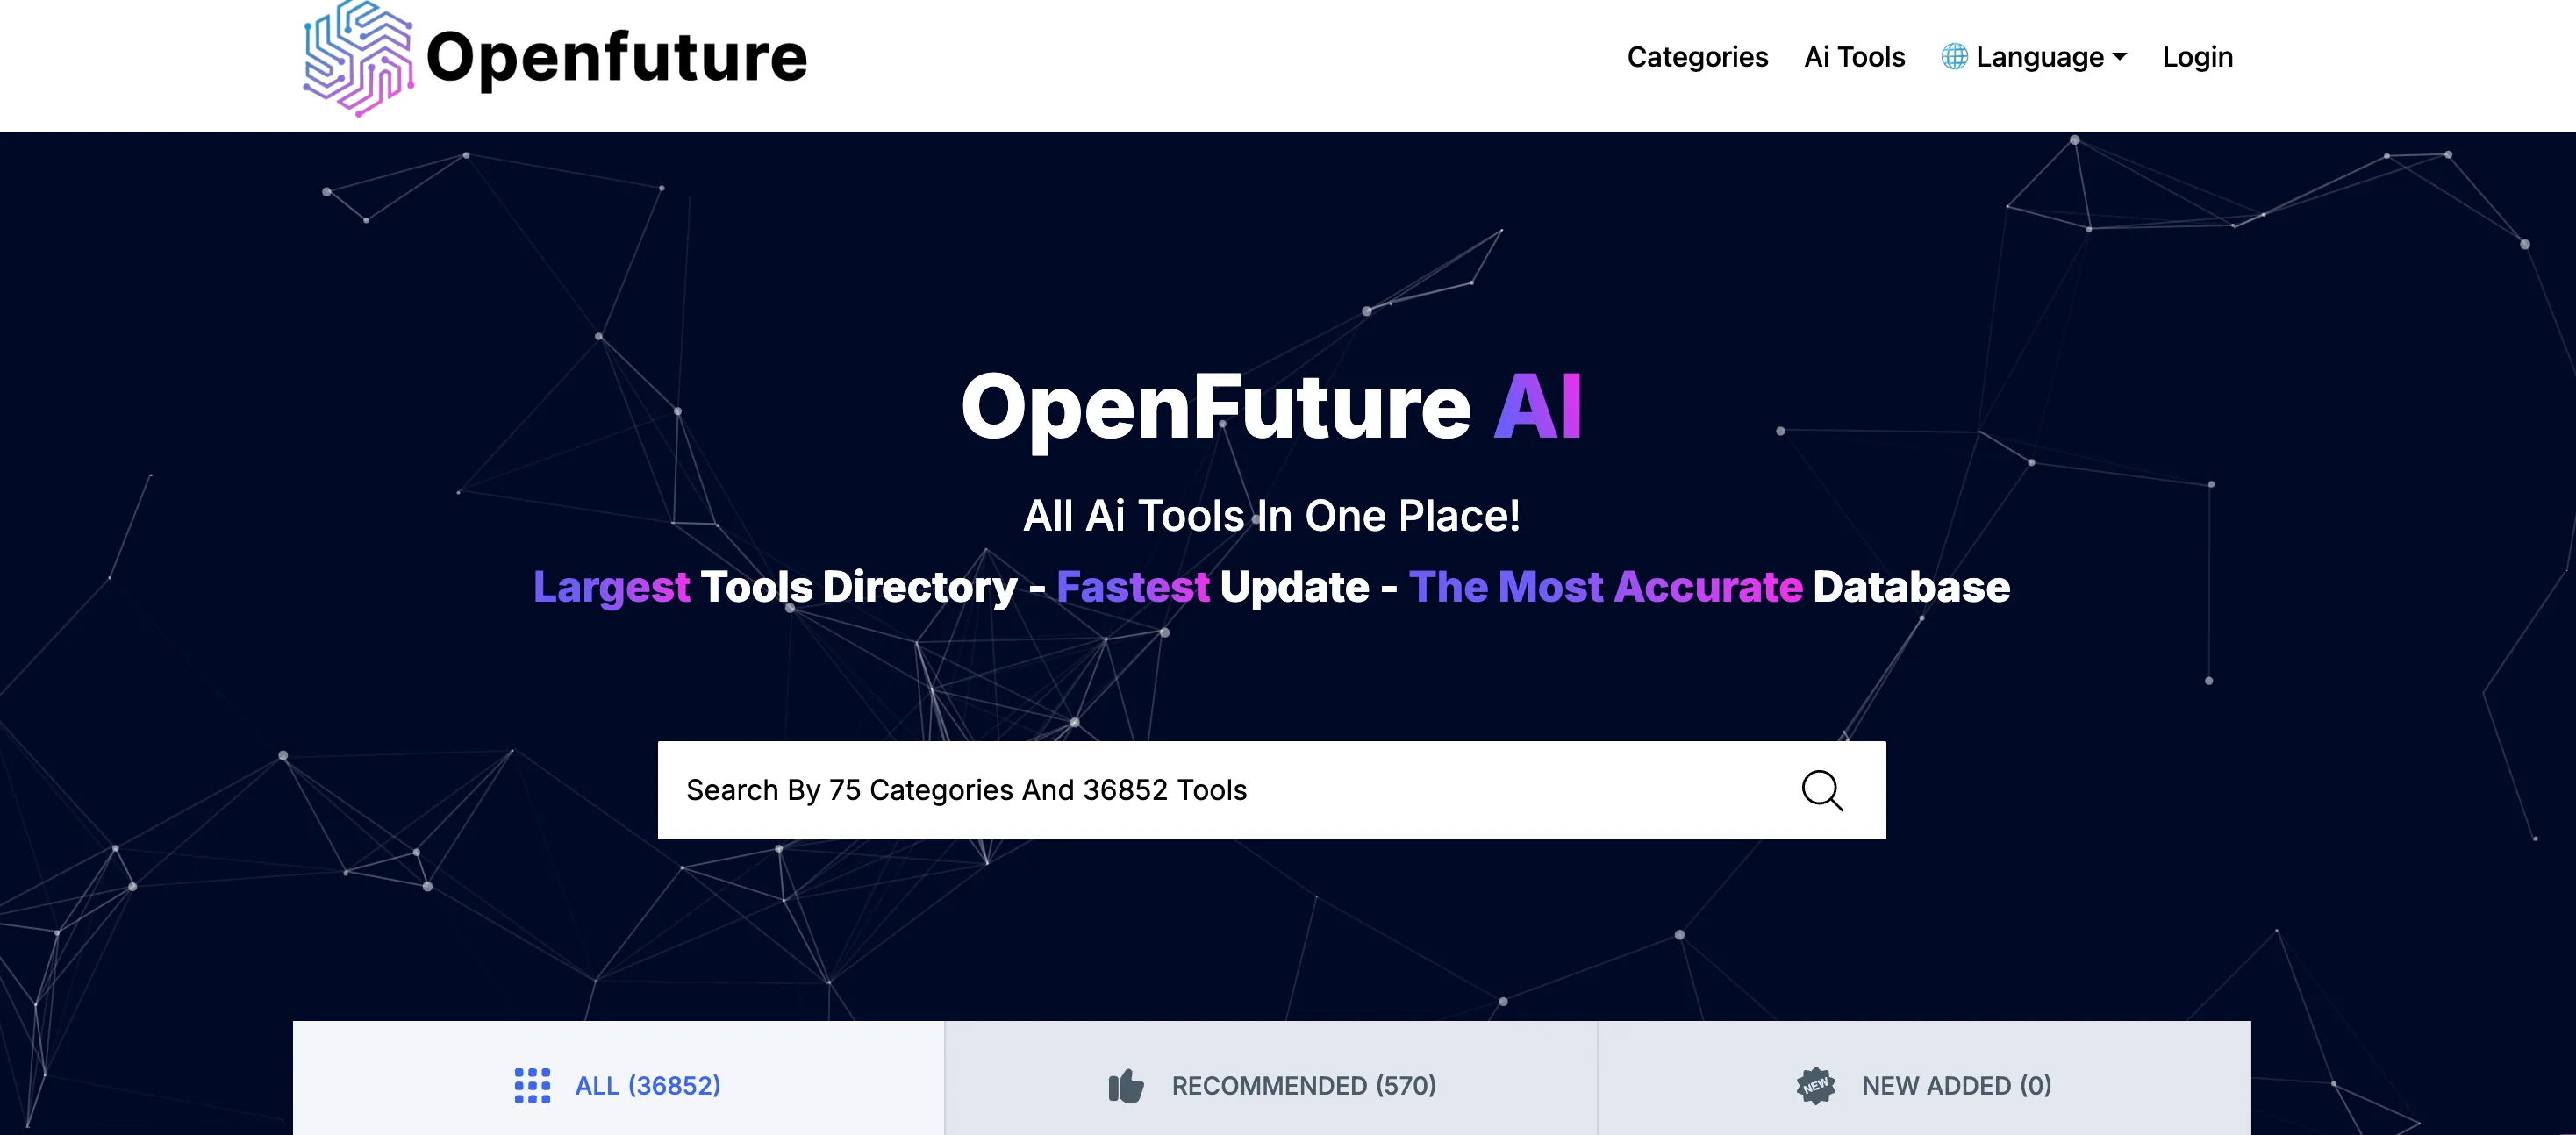 Openfuture
Categories Ai Tools Language Login
OpenFuture AI
All Ai Tools In One Place!
Largest Tools Directory - Fastest Update - The Most Accurate Database
Search By 75 Categories And 36852 Tools
ALL (36852) RECOMMENDED (570) NEW NEW ADDED (0)